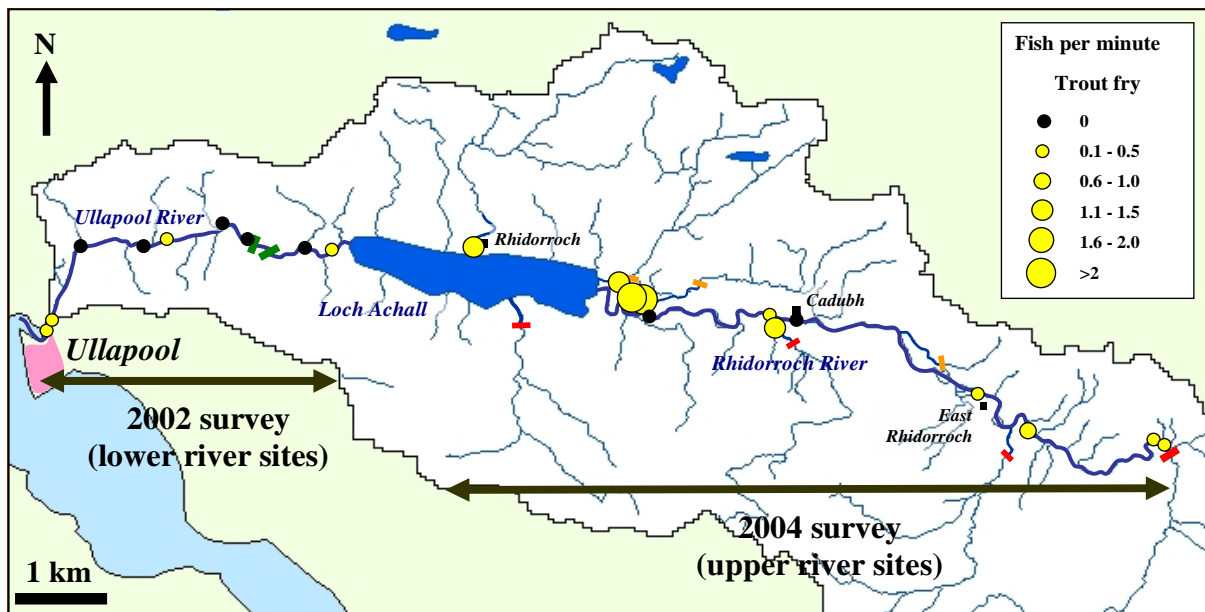 N
Fish per minute
Trout fry
0
0.1 - 0.5
0.6 - 1.0
1.1 - 1.5
1.6 - 2.0
>2
Ullapool River
Rhidorroch
Loch Achall
Cadubh
Rhidorroch River
Ullapool
2002 survey
(lower river sites)
East
Rhidorroch
2004 survey
(upper river sites)
1 km